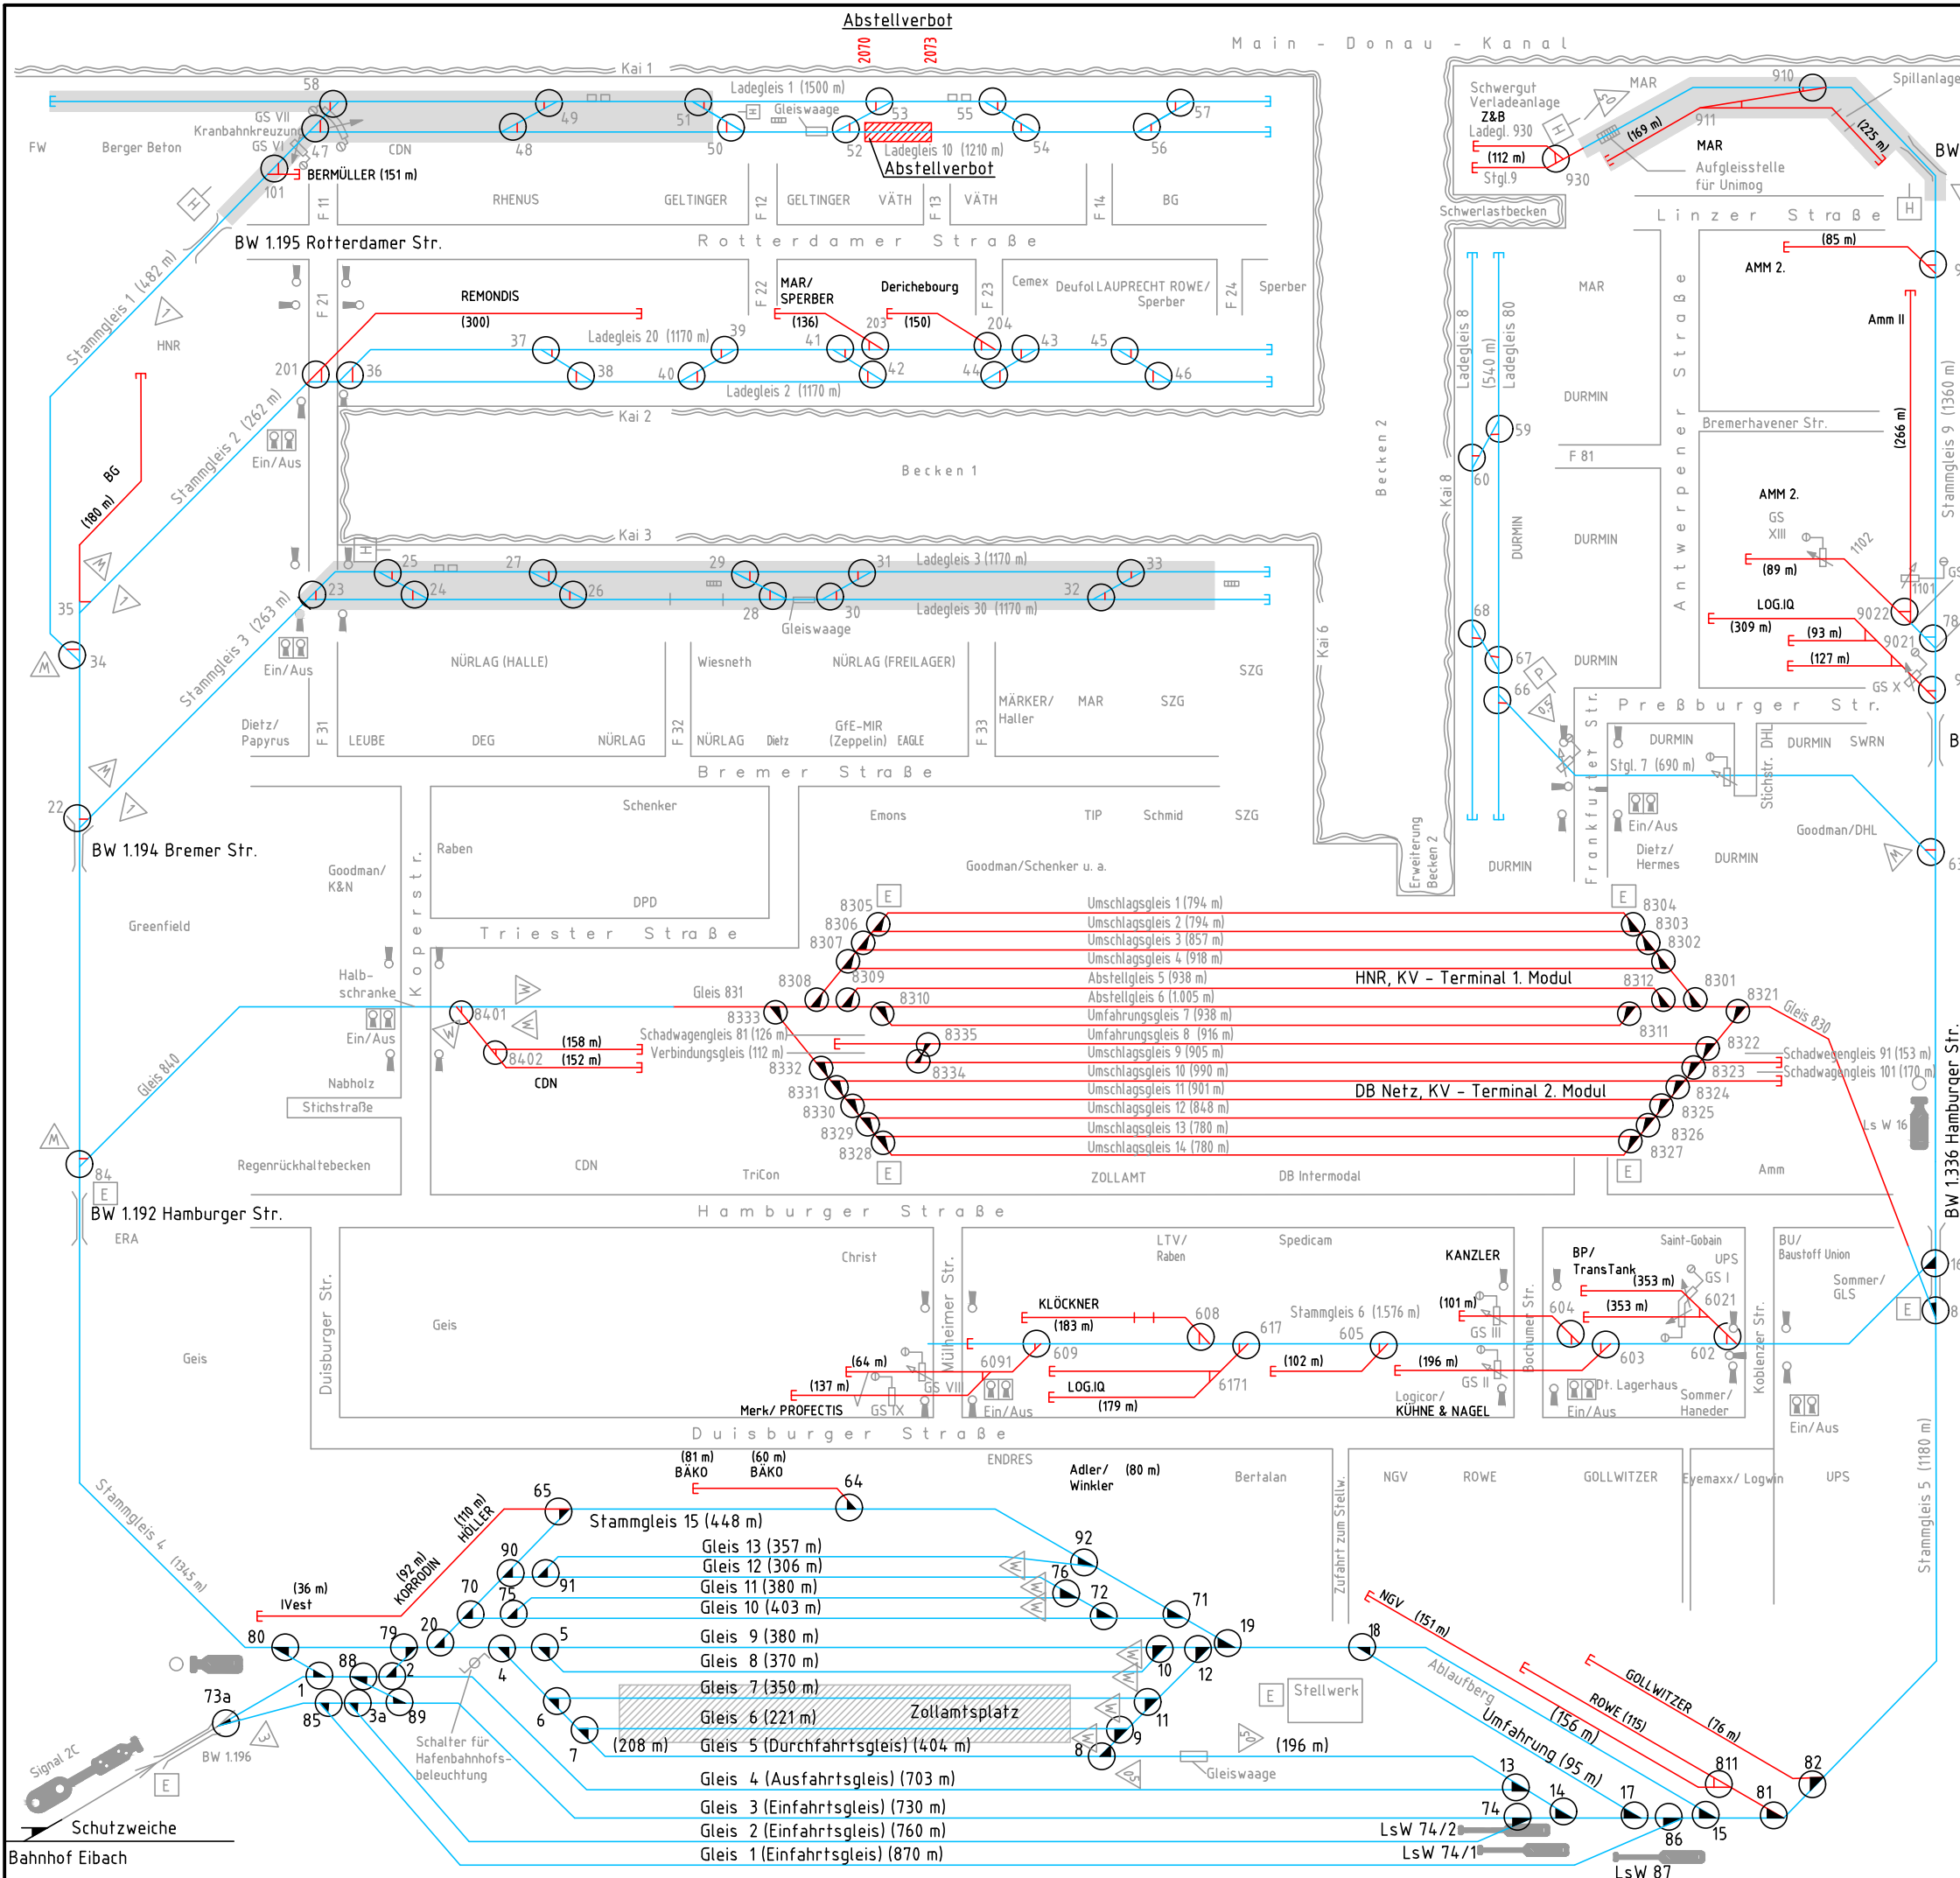 Abstellverbot
2070
2073
Main - Donau - Kanal
Kai 1
58
Ladegleis 1 (1500 m)
GS VII
Kranbahnkreuzung
GS VI
49
51
Gleiswaage
H
53
55
57
FW
Berger Beton
47
CDN
48
50
52
Ladegleis 10 (1210 m)
54
56
Abstellverbot
101
BERMÜLLER (151 m)
H
F 11
RHENUS
GELTINGER
F 12
GELTINGER
VÄTH
F 13
VÄTH
F 14
BG
BW 1.195 Rotterdamer Str.
Rotterdamer Straße
Schwergut
Verladeanlage
Z&B
Ladegl. 930
(112 m)
Stgl.9
930
0,5
H
MAR
910
Spillanlage
(169 m)
911
MAR
(225 m)
Aufgleisstelle
für Unimog
BW
Schwerlastbecken
Linzer Straße
H
(85 m)
AMM 2.
Stammgleis 1 (482 m)
1
HNR
F 21
REMONDIS
(300)
F 22
MAR/
SPERBER
(136)
Derichebourg
(150)
F 23
Cemex
Deufol
LAUPRECHT ROWE/
Sperber
F 24
Sperber
37
Ladegleis 20 (1170 m)
39
41
203
204
43
45
201
36
38
40
42
44
46
Ladegleis 2 (1170 m)
Kai 2
Stammgleis 2 (262 m)
Ein/Aus
Becken 1
Becken 2
BG
(180 m)
Kai 3
Ladegleis 8
(540 m)
Ladegleis 80
59
60
MAR
Antwerpener Straße
Amm II
DURMIN
Bremerhavener Str.
(266 m)
Stammgleis 9 (1360 m)
F 81
Kai 8
AMM 2.
GS
XIII
1102
DURMIN
DURMIN
(89 m)
1101
GS
M
1
35
34
M
H
25
27
29
31
Ladegleis 3 (1170 m)
33
23
24
26
28
30
32
Ladegleis 30 (1170 m)
Gleiswaage
Stammgleis 3 (263 m)
Ein/Aus
NÜRLAG (HALLE)
Wiesneth
NÜRLAG (FREILAGER)
SZG
Kai 6
Dietz/
Papyrus
F 31
LEUBE
DEG
NÜRLAG
F 32
NÜRLAG
Dietz
GfE-MIR
(Zeppelin)
EAGLE
F 33
MÄRKER/
Haller
MAR
SZG
LOG.IQ
(309 m)
(93 m)
(127 m)
9022
9021
78
GS X
68
67
66
P
0,5
DURMIN
Preßburger Str.
Bremer Straße
M
1
22
BW 1.194 Bremer Str.
Frankfurter Str.
DURMIN
Stgl. 7 (690 m)
Stichstr. DHL
DURMIN
SWRN
Ein/Aus
Dietz/
Hermes
DURMIN
Goodman/DHL
M
63
B
Schenker
Raben
DPD
Emons
TIP
Schmid
SZG
Goodman/Schenker u. a.
Erweiterung
Becken 2
DURMIN
Goodman/
K&N
Koperstr.
Greenfield
Triester Straße
Halb-
schranke
Ein/Aus
Nabholz
Stichstraße
Regenrückhaltebecken
Gleis 840
M
84
E
8401
M
M
M
8402
(158 m)
(152 m)
CDN
CDN
Gleis 831
8333
8308
8307
8306
8305
E
8309
8310
8335
8334
Schadwagengleis 81 (126 m)
Verbindungsgleis (112 m)
8332
8331
8330
8329
8328
E
Umschlagsgleis 1 (794 m)
Umschlagsgleis 2 (794 m)
Umschlagsgleis 3 (857 m)
Umschlagsgleis 4 (918 m)
Abstellgleis 5 (938 m)
Abstellgleis 6 (1.005 m)
Umfahrungsgleis 7 (938 m)
Umfahrungsgleis 8 (916 m)
Umschlagsgleis 9 (905 m)
Umschlagsgleis 10 (990 m)
Umschlagsgleis 11 (901 m)
Umschlagsgleis 12 (848 m)
Umschlagsgleis 13 (780 m)
Umschlagsgleis 14 (780 m)
HNR, KV - Terminal 1. Modul
DB Netz, KV - Terminal 2. Modul
E
8304
8303
8302
8312
8301
8321
8311
8322
8323
8324
8325
8326
8327
E
Gleis 830
Schadwegengleis 91 (153 m)
Schadwagengleis 101 (170 m)
Ls W 16
BW 1.336 Hamburger Str.
TriCon
ZOLLAMT
DB Intermodal
Amm
BW 1.192 Hamburger Str.
ERA
Hamburger Straße
Duisburger Str.
Christ
Geis
Geis
Mülheimer Str.
LTV/
Raben
Spedicam
KANZLER
BP/
TransTank
(353 m)
(353 m)
Saint-Gobain
UPS
GS I
6021
BU/
Baustoff Union
Sommer/
GLS
E
16
KLÖCKNER
(183 m)
608
617
Stammgleis 6 (1.576 m)
605
(101 m)
GS III
604
Bochumer Str.
603
602
Koblenzer Str.
(64 m)
6091
609
(137 m)
GS VIII
GS IX
Merk/ PROFECTIS
Ein/Aus
LOG.IQ
(179 m)
6171
(102 m)
(196 m)
GS II
Logicor/
KÜHNE & NAGEL
Dt. Lagerhaus
Ein/Aus
Sommer/
Haneder
Ein/Aus
Duisburger Straße
(81 m)
BÄKO
(60 m)
BÄKO
64
ENDRES
Adler/
Winkler
(80 m)
Bertalan
Zufahrt zum Stellw.
NGV
ROWE
GOLLWITZER
Eyemaxx/ Logwin
UPS
Stammgleis 5 (1180 m)
Stammgleis 4 (1345 m)
(110 m)
HÖLLER
(92 m)
KORRODIN
65
Stammgleis 15 (448 m)
90
91
Gleis 13 (357 m)
Gleis 12 (306 m)
Gleis 11 (380 m)
Gleis 10 (403 m)
Gleis 9 (380 m)
Gleis 8 (370 m)
Gleis 7 (350 m)
Gleis 6 (221 m)
Zollamtsplatz
(208 m)
Gleis 5 (Durchfahrtsgleis) (404 m)
(196 m)
Gleis 4 (Ausfahrtsgleis) (703 m)
Gleis 3 (Einfahrtsgleis) (730 m)
Gleis 2 (Einfahrtsgleis) (760 m)
Gleis 1 (Einfahrtsgleis) (870 m)
M
M
M
M
M
M
92
76
72
71
19
70
75
20
(36 m)
IVest
80
79
88
2
1
85
3a
89
73a
4
5
6
7
8
9
10
11
12
3
Schalter für
Hafenbahnhofs-
beleuchtung
Signal 2C
BW 1.196
E
Schutzweiche
Bahnhof Eibach
0,5
0,5
Gleiswaage
E
Stellwerk
18
NGV
(151 m)
Ablaufberg
Umfahrung (95 m)
(156 m)
ROWE (115)
GOLLWITZER
(76 m)
811
82
81
13
14
17
15
74
86
LsW 74/2
LsW 74/1
LsW 87